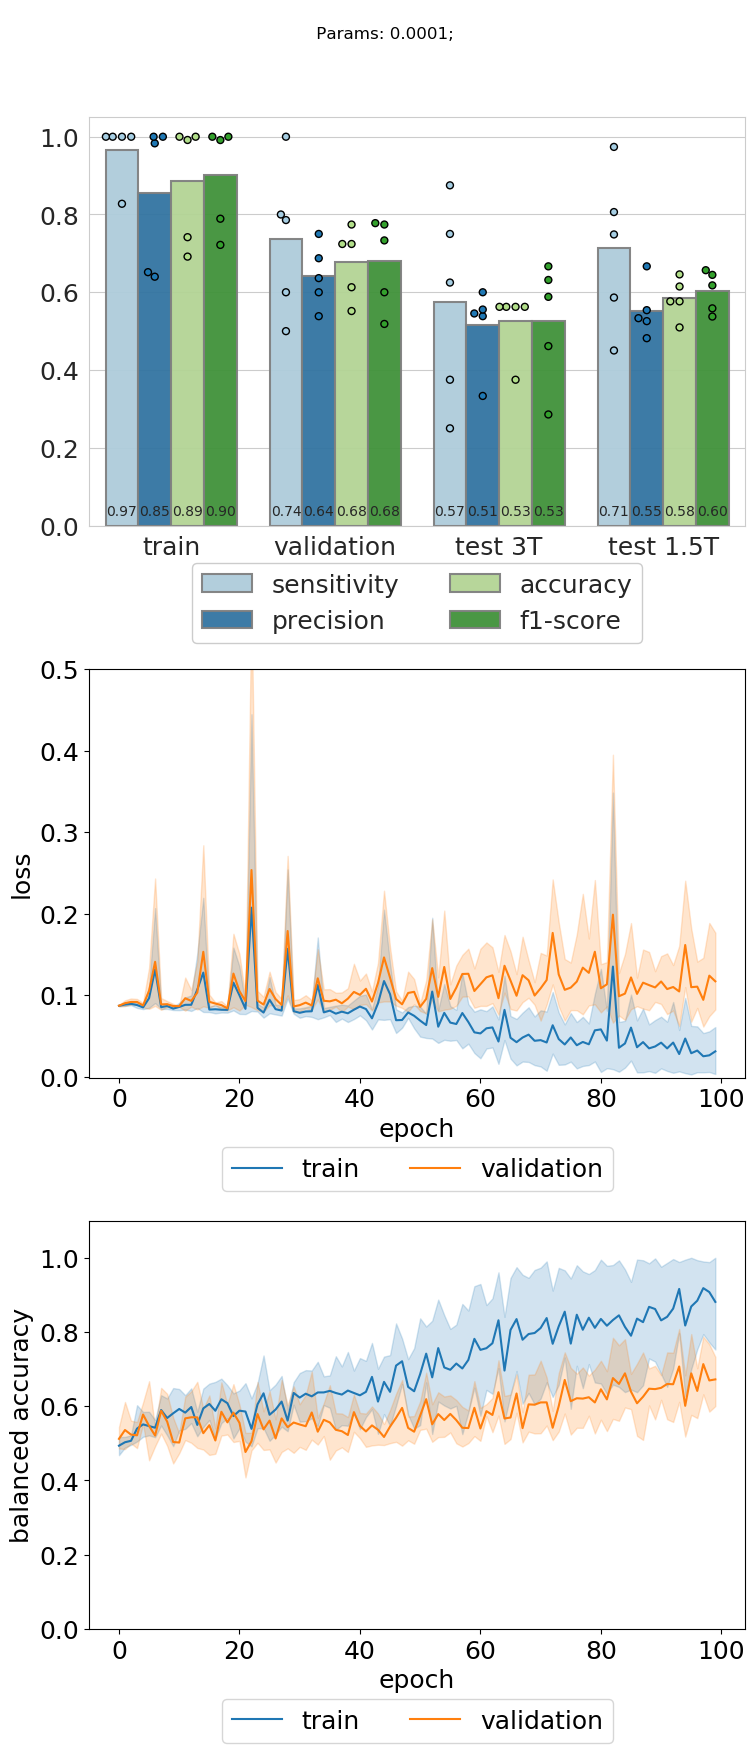 Params: 0.0001;
1.0
0.8
0.6
0.4
0.2
0.0
0.97 0.85 0.89 0.90 0.74 0.64 0.68 0.68 0.57 0.51 0.53 0.53 0.71 0.55 0.58 0.60
train validation test 3T test 1.5T
sensitivity accuracy
precision f1-score
0.5
0.4
0.3
0.2
0.1
0.0
loss
0 20 40 60 80 100
epoch
train validation
1.0
0.8
0.6
0.4
0.2
0.0
balanced accuracy
0 20 40 60 80 100
epoch
train validation